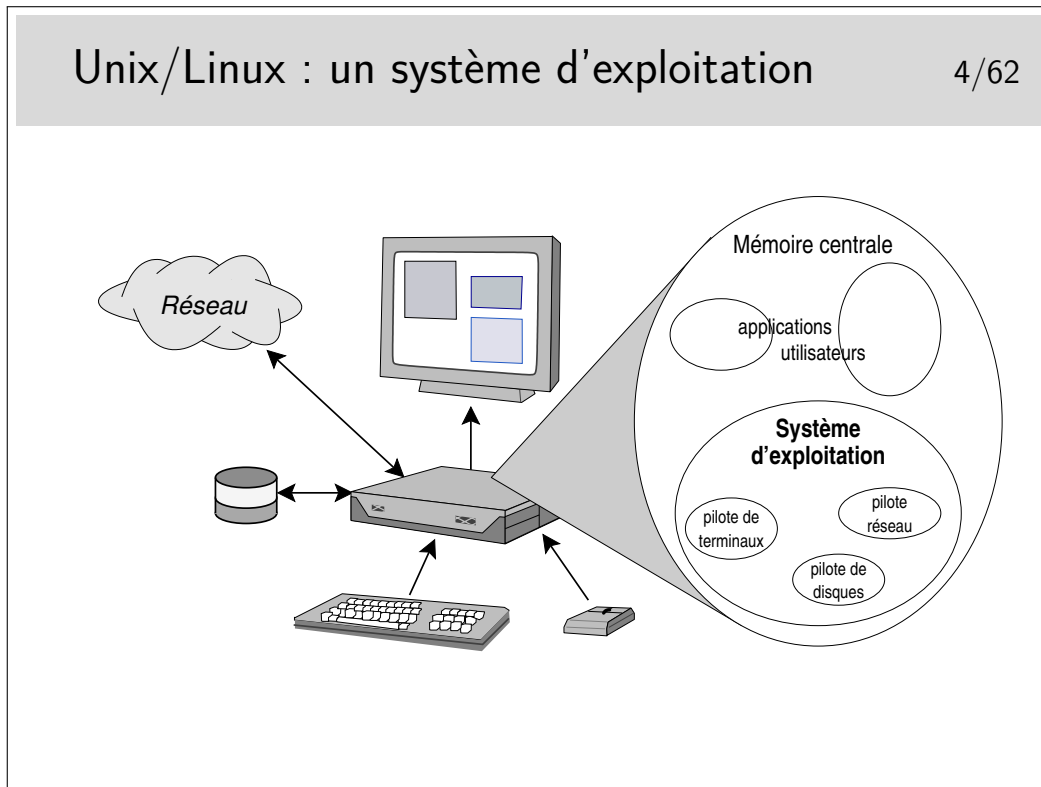 Unix/Linux : un système d'exploitation 4/62
Réseau
Mémoire centrale
applications
utilisateurs
Système
d'exploitation
pilote de
terminaux
pilote
réseau
pilote de
disques